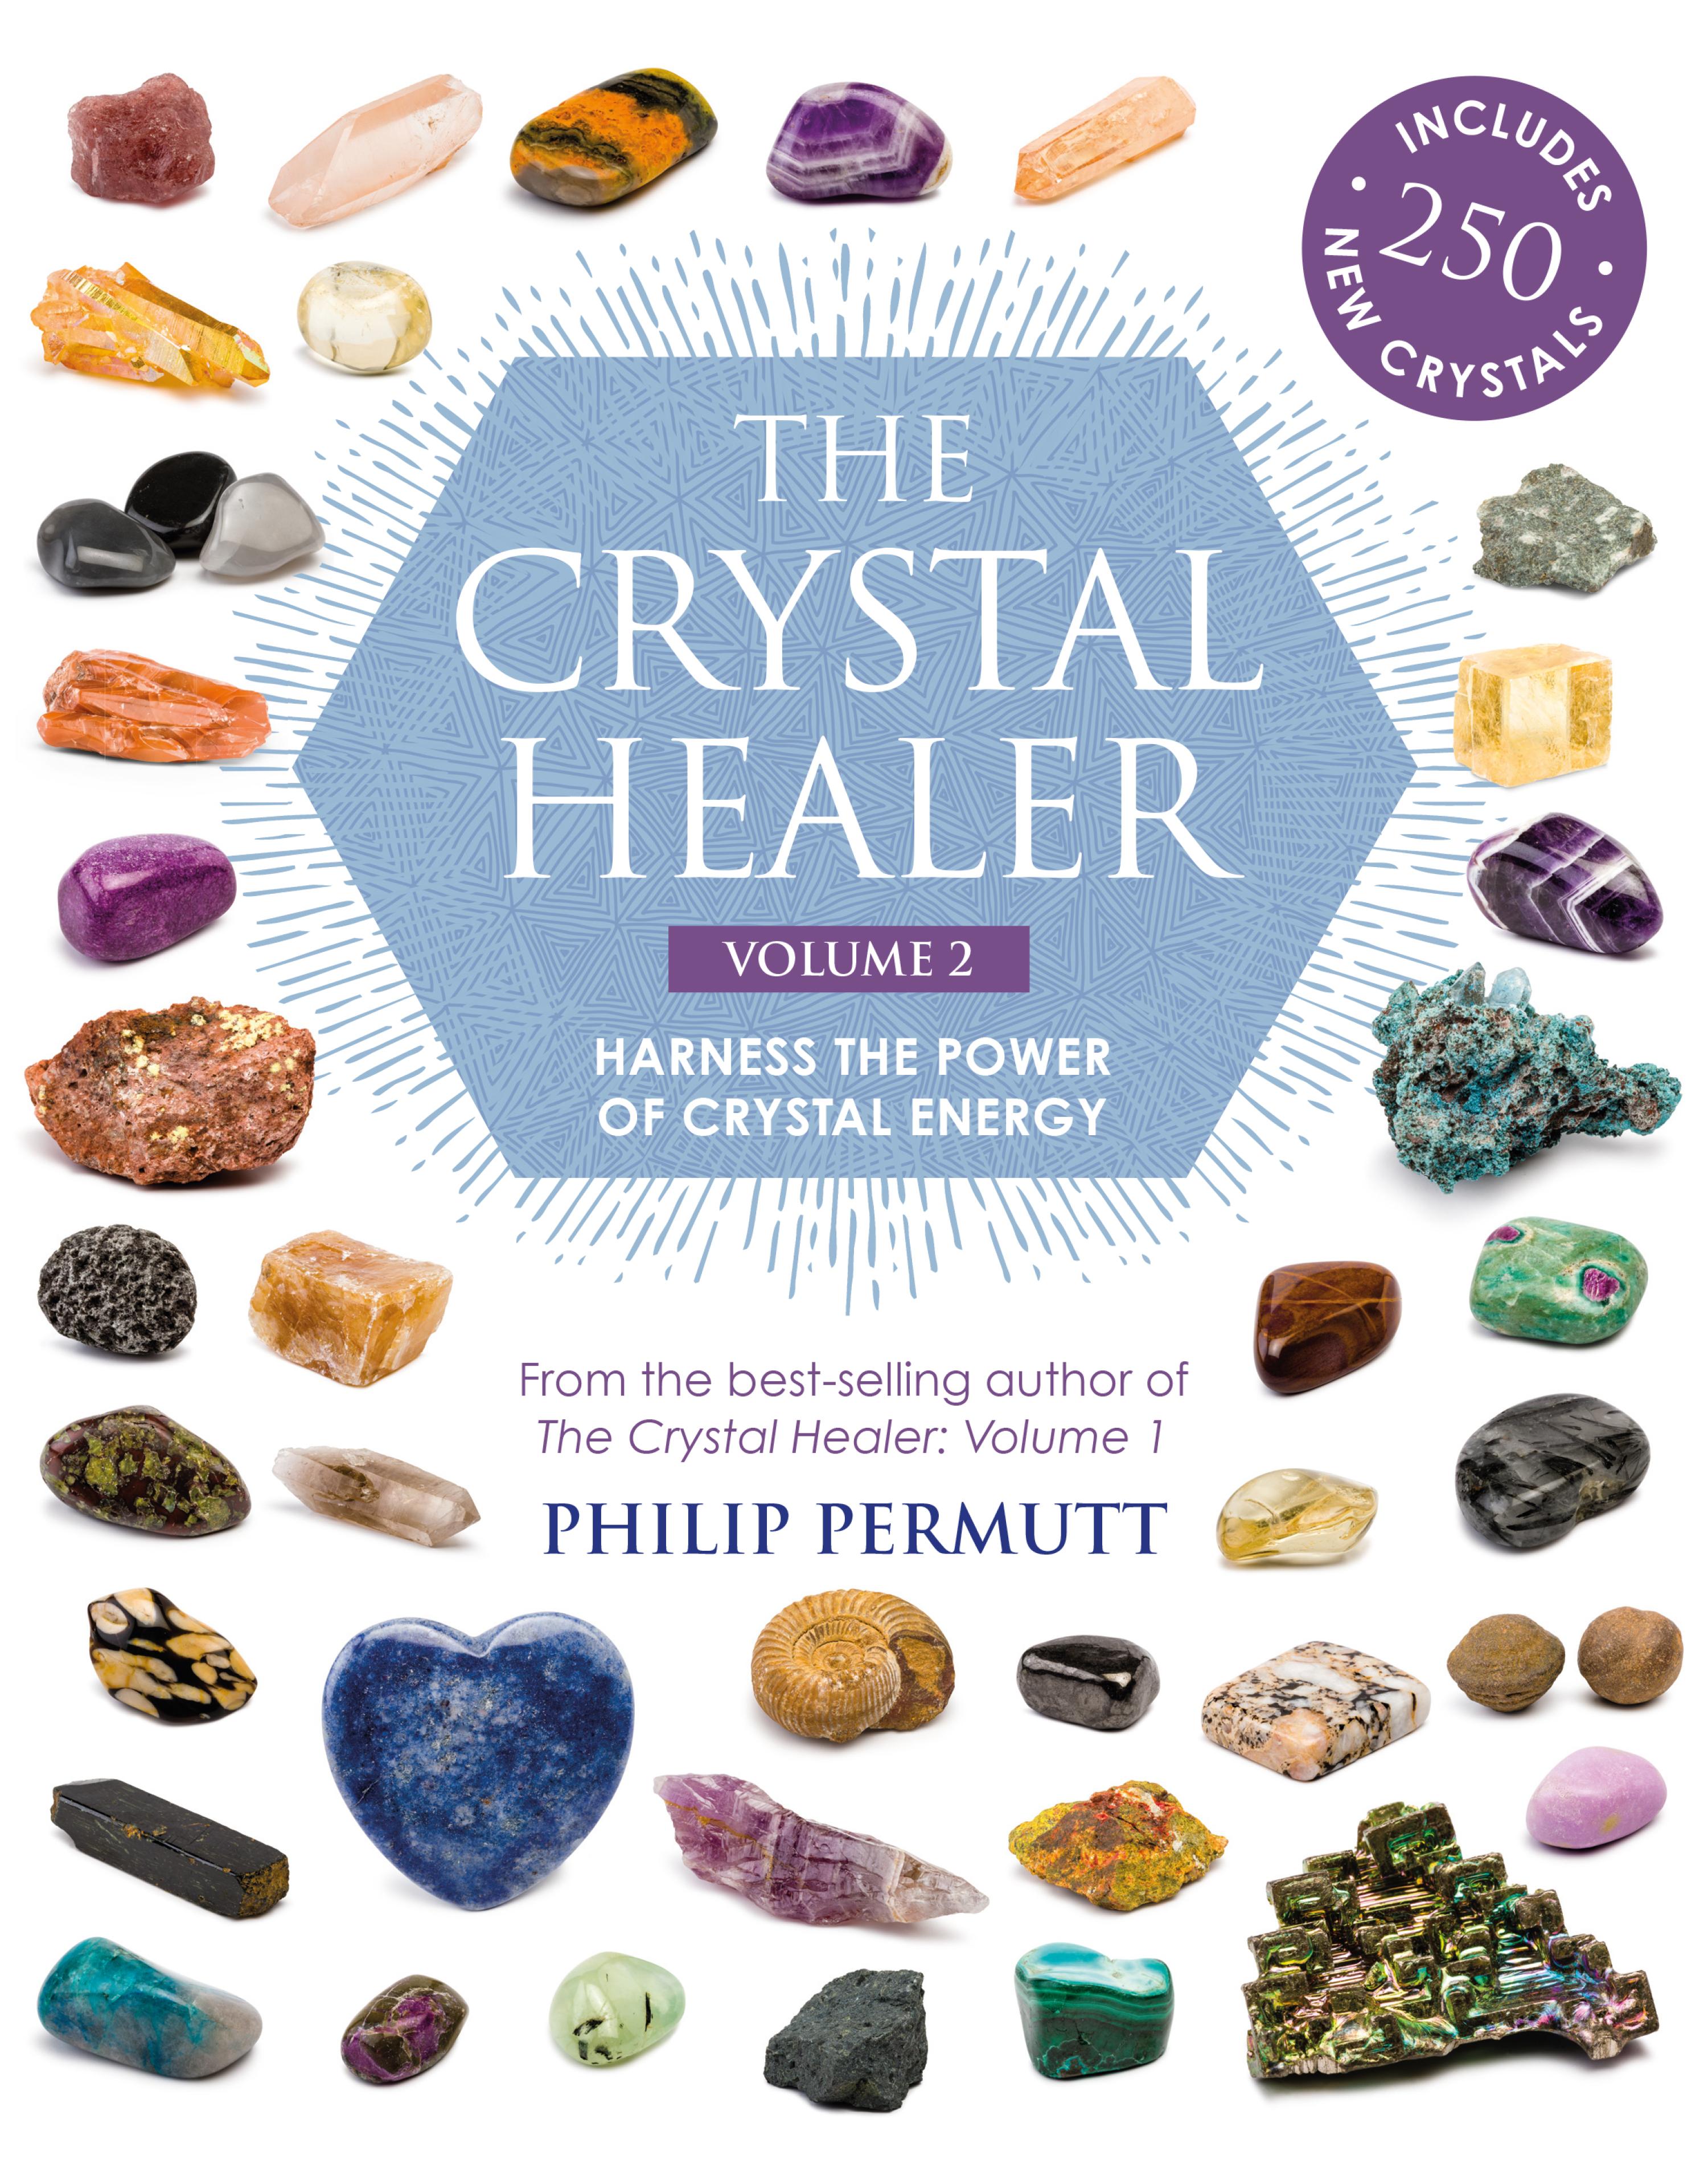 INCLUDES
250
NEW CRYSTALS
THE
CRYSTAL
HEALER
VOLUME 2
HARNESS THE POWER
OF CRYSTAL ENERGY
From the best-selling author of
The Crystal Healer: Volume 1
PHILIP PERMUTT